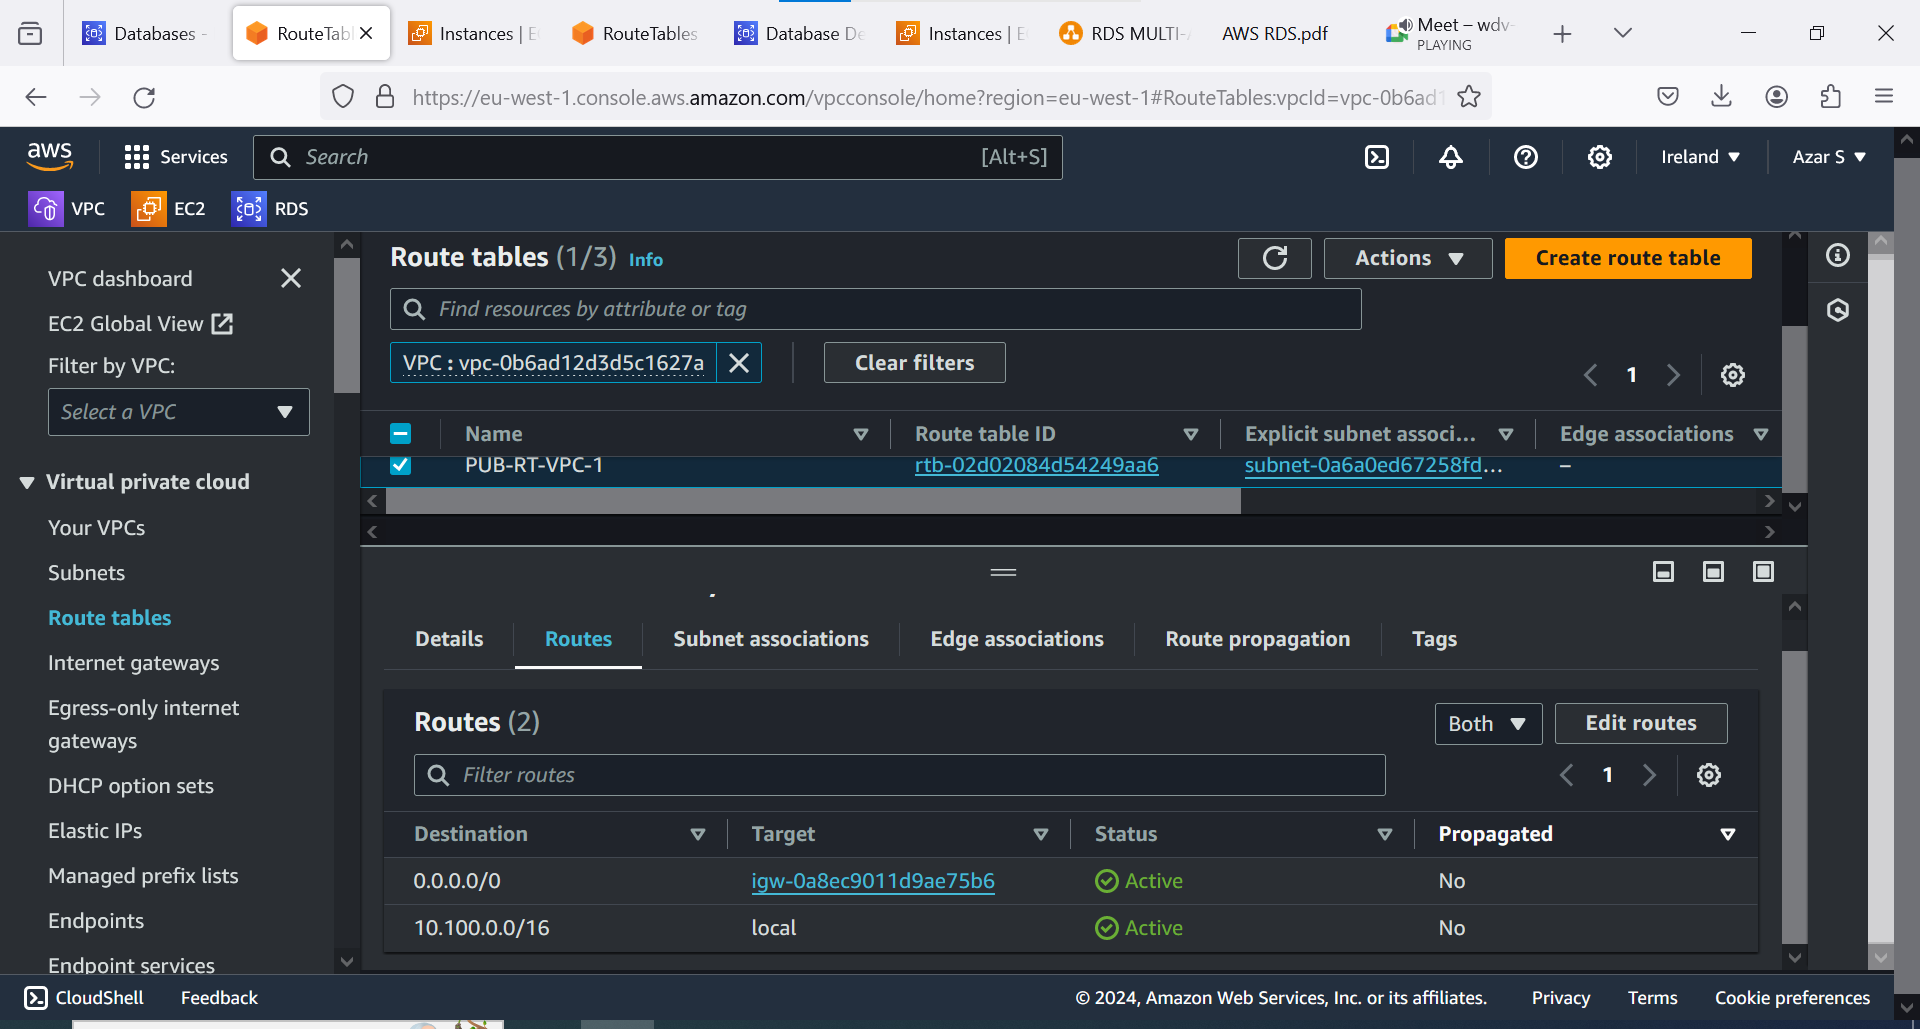 Databases -
RouteTab
Instances | E
RouteTables
Database De
Instances | E
RDS MULTI-
AWS RDS.pdf
Meet – wdv-
PLAYING
https://eu-west-1.console.aws.amazon.com/vpcconsole/home?region=eu-west-1#RouteTables:vpcId=vpc-0b6ad1
aws
Services
Search
[Alt+S]
Ireland
Azar S
VPC
EC2
RDS
VPC dashboard
EC2 Global View
Filter by VPC:
Select a VPC
Virtual private cloud
Your VPCs
Subnets
Route tables
Internet gateways
Egress-only internet
gateways
DHCP option sets
Elastic IPs
Managed prefix lists
Endpoints
Endpoint services
Route tables (1/3) Info
Actions
Create route table
Find resources by attribute or tag
VPC : vpc-0b6ad12d3d5c1627a
Clear filters
1
Name
Route table ID
Explicit subnet associ...
Edge associations
PUB-RT-VPC-1
rtb-02d02084d54249aa6
subnet-0a6a0ed67258fd...
–
Details
Routes
Subnet associations
Edge associations
Route propagation
Tags
Routes (2)
Both
Edit routes
Filter routes
1
Destination
Target
Status
Propagated
0.0.0.0/0
igw-0a8ec9011d9ae75b6
Active
No
10.100.0.0/16
local
Active
No
CloudShell
Feedback
© 2024, Amazon Web Services, Inc. or its affiliates.
Privacy
Terms
Cookie preferences